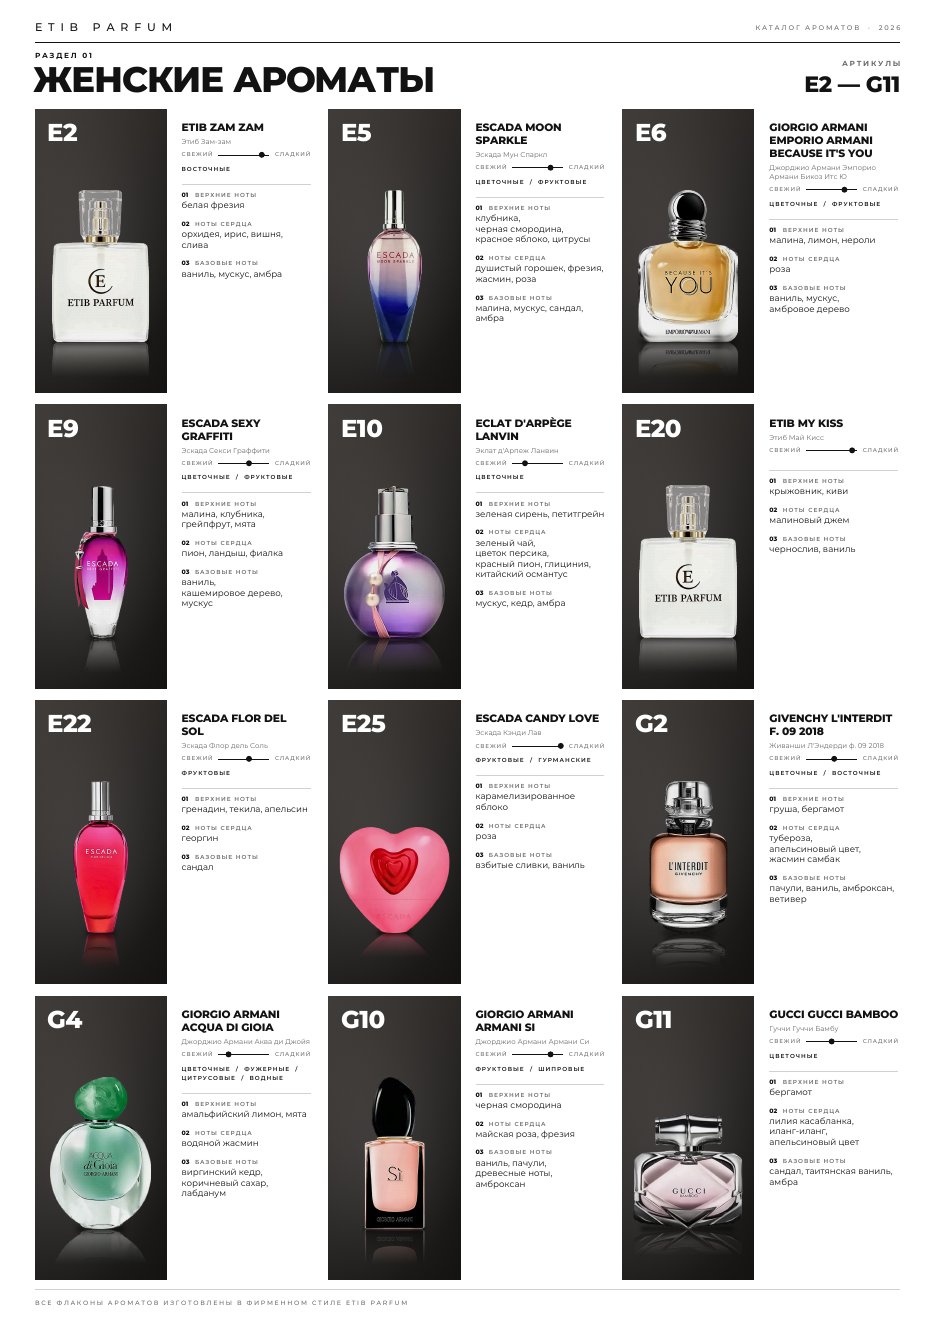 ETIB PARFUM
КАТАЛОГ АРОМАТОВ · 2026
РАЗДЕЛ 01
ЖЕНСКИЕ АРОМАТЫ
АРТИКУЛЫ
E2 — G11
E2
ETIB PARFUM
ETIB ZAM ZAM
Этиб Зам-зам
СВЕЖИЙ СЛАДКИЙ
ВОСТОЧНЫЕ
01 ВЕРХНИЕ НОТЫ
белая фрезия
02 НОТЫ СЕРДЦА
орхидея, ирис, вишня,
слива
03 БАЗОВЫЕ НОТЫ
ваниль, мускус, амбра
E5
ESCADA
MOON SPARKLE
ESCADA MOON
SPARKLE
Эскада Мун Спаркл
СВЕЖИЙ СЛАДКИЙ
ЦВЕТОЧНЫЕ / ФРУКТОВЫЕ
01 ВЕРХНИЕ НОТЫ
клубника,
черная смородина,
красное яблоко, цитрусы
02 НОТЫ СЕРДЦА
душистый горошек, фрезия,
жасмин, роза
03 БАЗОВЫЕ НОТЫ
малина, мускус, сандал,
амбра
E6
BECAUSE IT'S
YOU
EMPORIO ARMANI
GIORGIO ARMANI
EMPORIO ARMANI
BECAUSE IT'S YOU
Джорджио Армани Эмпорио
Армани Бикоз Итс Ю
СВЕЖИЙ СЛАДКИЙ
ЦВЕТОЧНЫЕ / ФРУКТОВЫЕ
01 ВЕРХНИЕ НОТЫ
малина, лимон, нероли
02 НОТЫ СЕРДЦА
роза
03 БАЗОВЫЕ НОТЫ
ваниль, мускус,
амбровое дерево
E9
ESCADA
ESCADA SEXY
GRAFFITI
Эскада Секси Граффити
СВЕЖИЙ СЛАДКИЙ
ЦВЕТОЧНЫЕ / ФРУКТОВЫЕ
01 ВЕРХНИЕ НОТЫ
малина, клубника,
грейпфрут, мята
02 НОТЫ СЕРДЦА
пион, ландыш, фиалка
03 БАЗОВЫЕ НОТЫ
ваниль,
кашемировое дерево,
мускус
E10
ECLAT D'ARPÈGE
LANVIN
Эклат д'Арпеж Ланвин
СВЕЖИЙ СЛАДКИЙ
ЦВЕТОЧНЫЕ
01 ВЕРХНИЕ НОТЫ
зеленая сирень, петитгрейн
02 НОТЫ СЕРДЦА
зеленый чай,
цветок персика,
красный пион, глициния,
китайский османтус
03 БАЗОВЫЕ НОТЫ
мускус, кедр, амбра
E20
ETIB PARFUM
ETIB MY KISS
Этиб Май Кисс
СВЕЖИЙ СЛАДКИЙ
01 ВЕРХНИЕ НОТЫ
крыжовник, киви
02 НОТЫ СЕРДЦА
малиновый джем
03 БАЗОВЫЕ НОТЫ
чернослив, ваниль
E22
ESCADA
ESCADA FLOR DEL
SOL
Эскада Флор дель Соль
СВЕЖИЙ СЛАДКИЙ
ФРУКТОВЫЕ
01 ВЕРХНИЕ НОТЫ
гренадин, текила, апельсин
02 НОТЫ СЕРДЦА
георгин
03 БАЗОВЫЕ НОТЫ
сандал
E25
ESCADA
ESCADA CANDY LOVE
Эскада Кэнди Лав
СВЕЖИЙ СЛАДКИЙ
ФРУКТОВЫЕ / ГУРМАНСКИЕ
01 ВЕРХНИЕ НОТЫ
карамелизированное
яблоко
02 НОТЫ СЕРДЦА
роза
03 БАЗОВЫЕ НОТЫ
взбитые сливки, ваниль
G2
L'INTERDIT
GIVENCHY
GIVENCHY L'INTERDIT
F. 09 2018
Живанши Л'Эндерди ф. 09 2018
СВЕЖИЙ СЛАДКИЙ
ЦВЕТОЧНЫЕ / ВОСТОЧНЫЕ
01 ВЕРХНИЕ НОТЫ
груша, бергамот
02 НОТЫ СЕРДЦА
тубероза,
апельсиновый цвет,
жасмин самбак
03 БАЗОВЫЕ НОТЫ
пачули, ваниль, амброксан,
ветивер
G4
ACQUA
di Gioia
GIORGIO ARMANI
GIORGIO ARMANI
ACQUA DI GIOIA
Джорджио Армани Аква ди Джойя
СВЕЖИЙ СЛАДКИЙ
ЦВЕТОЧНЫЕ / ФУЖЕРНЫЕ /
ЦИТРУСОВЫЕ / ВОДНЫЕ
01 ВЕРХНИЕ НОТЫ
амальфийский лимон, мята
02 НОТЫ СЕРДЦА
водяной жасмин
03 БАЗОВЫЕ НОТЫ
виргинский кедр,
коричневый сахар,
лабданум
G10
Sì
GIORGIO ARMANI
GIORGIO ARMANI
ARMANI SI
Джорджио Армани Армани Си
СВЕЖИЙ СЛАДКИЙ
ФРУКТОВЫЕ / ШИПРОВЫЕ
01 ВЕРХНИЕ НОТЫ
черная смородина
02 НОТЫ СЕРДЦА
майская роза, фрезия
03 БАЗОВЫЕ НОТЫ
ваниль, пачули,
древесные ноты,
амброксан
G11
GUCCI
BAMBOO
GUCCI GUCCI BAMBOO
Гуччи Гуччи Бамбу
СВЕЖИЙ СЛАДКИЙ
ЦВЕТОЧНЫЕ
01 ВЕРХНИЕ НОТЫ
бергамот
02 НОТЫ СЕРДЦА
лилия касабланка,
иланг-иланг,
апельсиновый цвет
03 БАЗОВЫЕ НОТЫ
сандал, таитянская ваниль,
амбра
ВСЕ ФЛАКОНЫ АРОМАТОВ ИЗГОТОВЛЕНЫ В ФИРМЕННОМ СТИЛЕ ETIB PARFUM